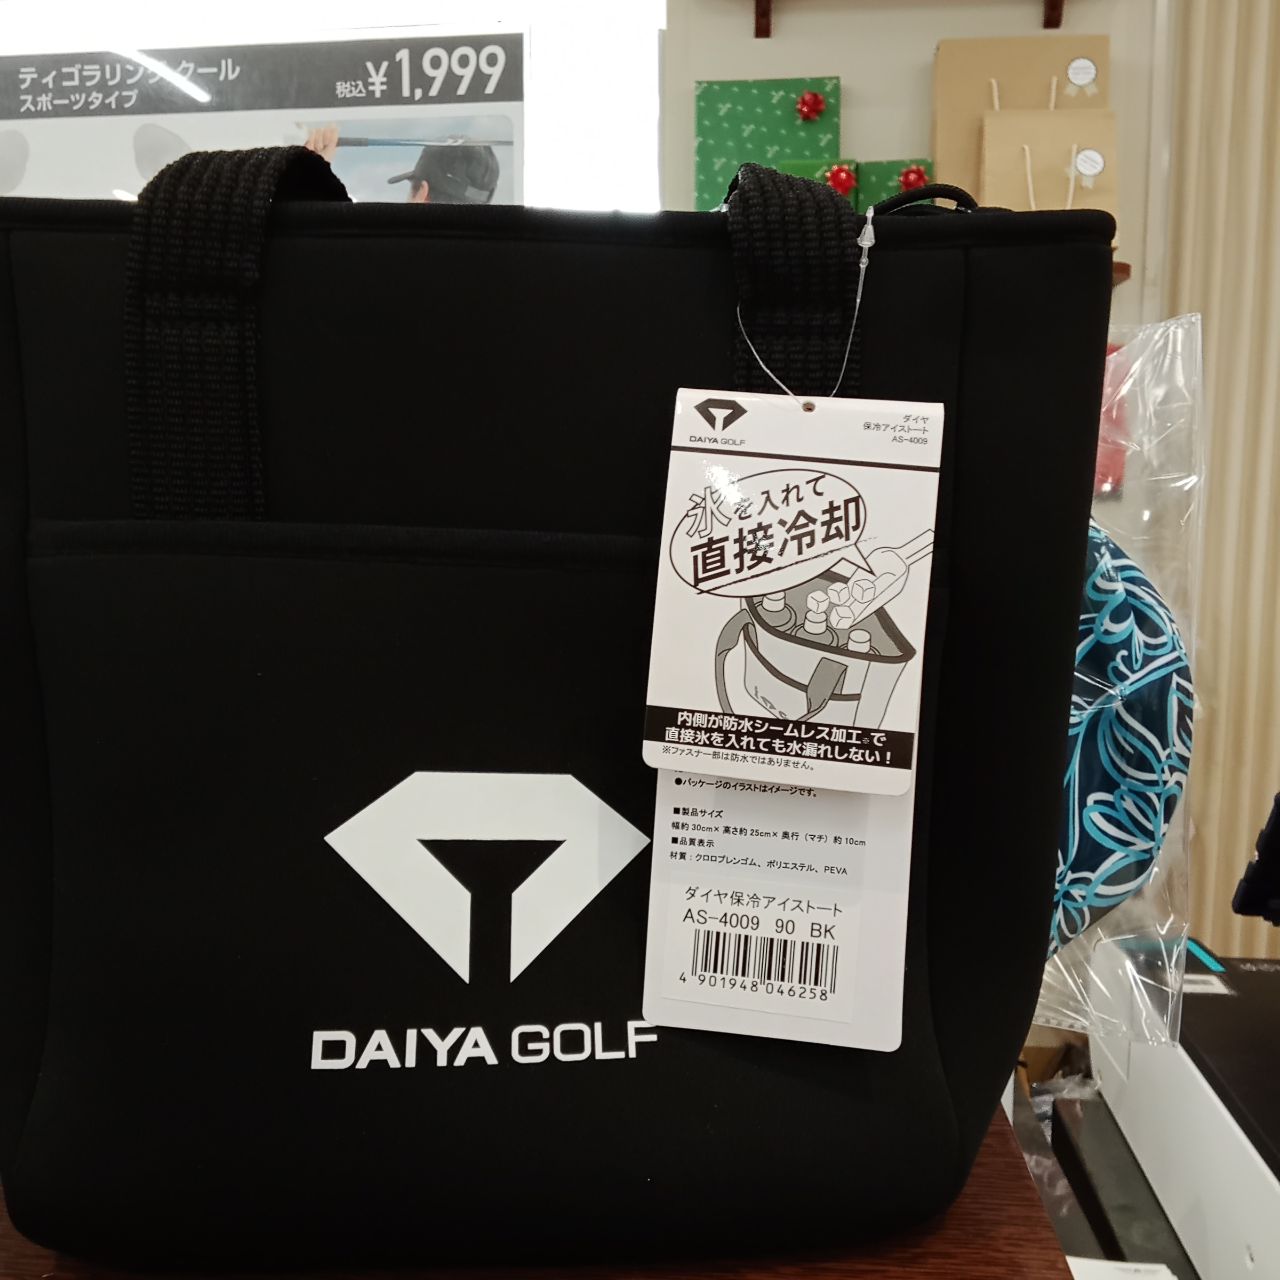 ティゴラリング クール
スポーツタイプ
税込¥1,999
DAIYA GOLF
ダイヤ
保冷アイストート
AS-4009
氷を入れて
直接冷却
内側が防水シームレス加工※で
直接氷を入れても水漏れしない!
※ファスナー部は防水ではありません。
●パッケージのイラストはイメージです。
■製品サイズ
幅約30cm×高さ約25cm×奥行(マチ)約10cm
■品質表示
材質:クロロプレンゴム、ポリエステル、PEVA
ダイヤ保冷アイストート
AS-4009 90 BK
4 901948 046258
DAIYA GOLF